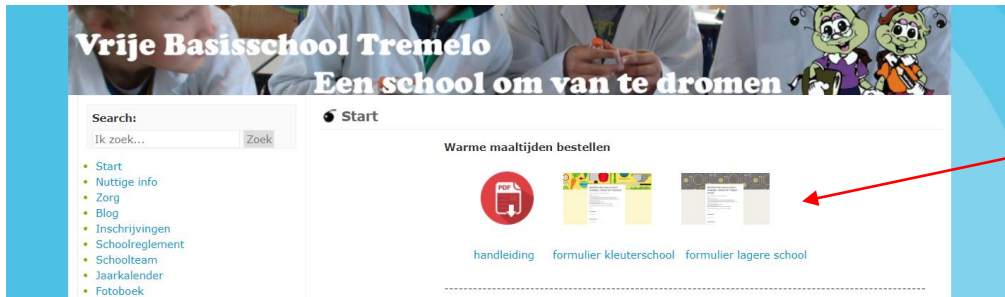 Vrije Basisschool Tremelo
Een school om van te dromen
Search:
Ik zoek...
Zoek
Start
Nuttige info
Zorg
Blog
Inschrijvingen
Schoolreglement
Schoolteam
Jaarkalender
Fotoboek
Start
Warme maaltijden bestellen
PDF
handleiding
formulier kleuterschool
formulier lagere school